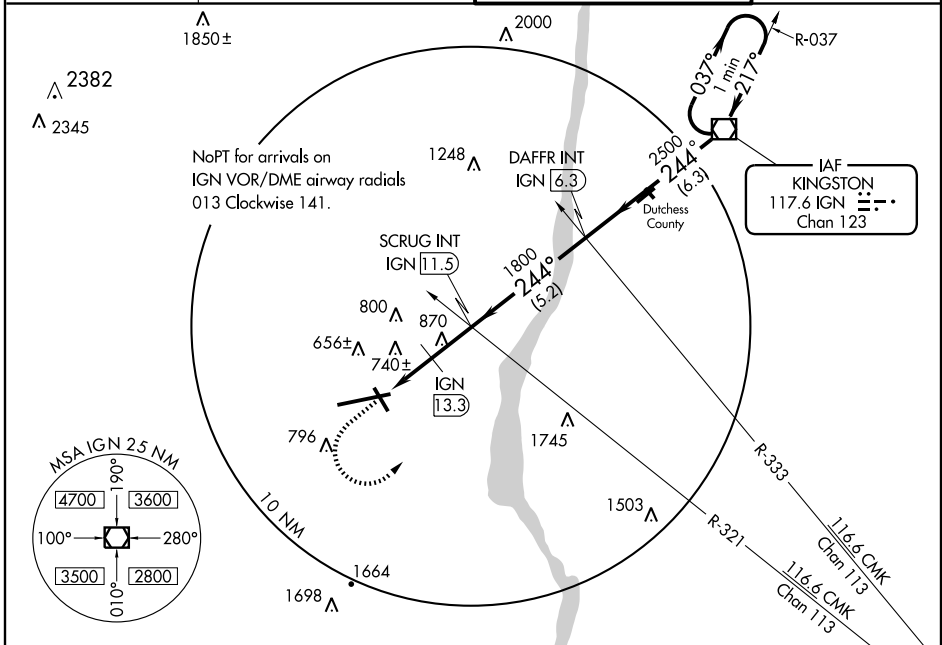 1850±
2000
R-037
037°
1 min
217°
2382
2345
NoPT for arrivals on
IGN VOR/DME airway radials
013 Clockwise 141.
1248
DAFFR INT
IGN 6.3
2500
244°
(6.3)
Dutchess
County
IAF
KINGSTON
117.6 IGN
Chan 123
SCRUG INT
IGN 11.5
1800
244°
(5.2)
800
870
656±
740±
IGN
13.3
796
1745
R-333
1503
R-321
116.6 CMK
Chan 113
116.6 CMK
Chan 113
10 NM
1664
1698
MSA IGN 25 NM
190°
4700
3600
100°
280°
3500
2800
010°